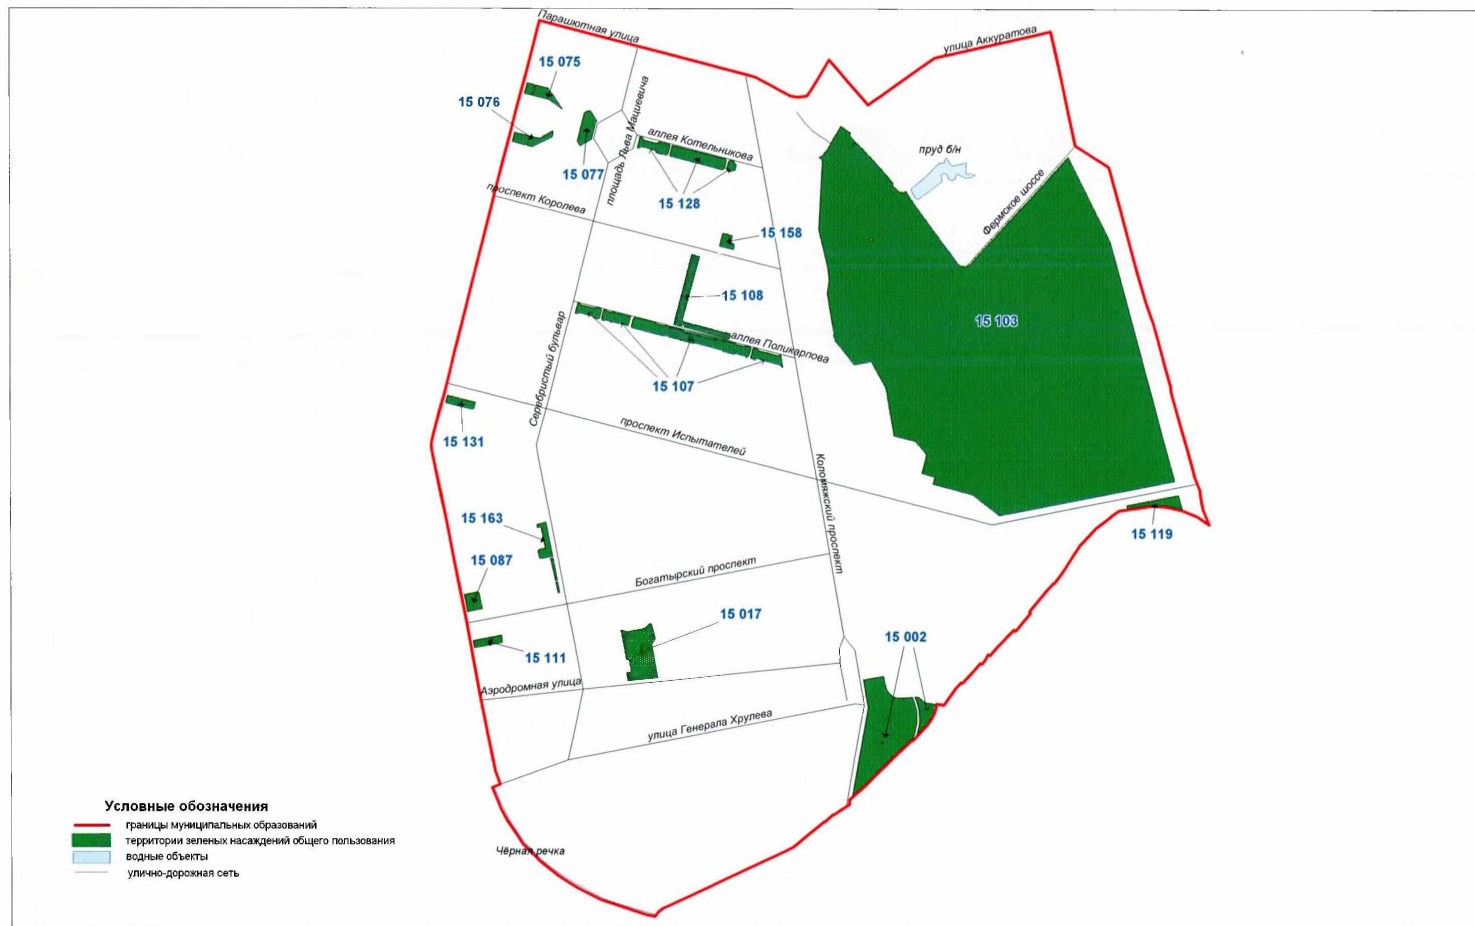 Парашютная улица
улица Аккуратова
15 075
15 076
площадь Льва Мациевича
аллея Котельникова
пруд б/н
15 077
Фермское шоссе
проспект Королева
15 128
15 158
15 108
15 103
аллея Поликарпова
Серебристый бульвар
15 107
15 131
проспект Испытателей
Коломяжский проспект
15 163
15 119
15 087
Богатырский проспект
15 017
15 002
15 111
Аэродромная улица
улица Генерала Хрулева
Условные обозначения
границы муниципальных образований
территории зеленых насаждений общего пользования
водные объекты
улично-дорожная сеть
Чёрная речка